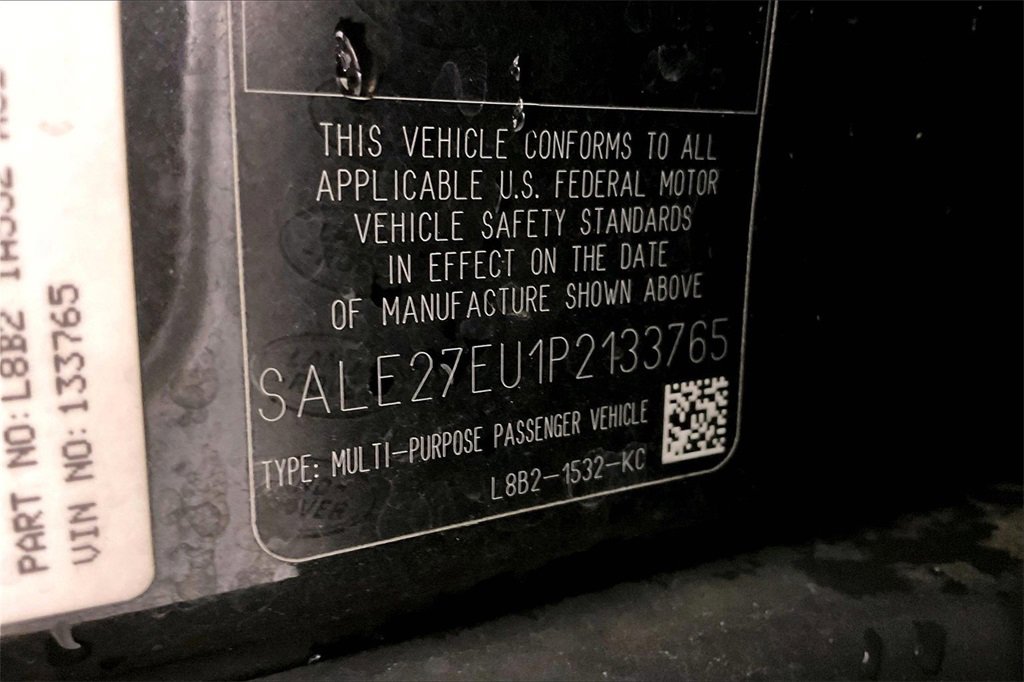 PART NO:L8B2
VIN NO:133765
THIS VEHICLE CONFORMS TO ALL
APPLICABLE U.S. FEDERAL MOTOR
VEHICLE SAFETY STANDARDS
IN EFFECT ON THE DATE
OF MANUFACTURE SHOWN ABOVE
SALE27EU1P2133765
TYPE: MULTI-PURPOSE PASSENGER VEHICLE
L8B2-1532-KC